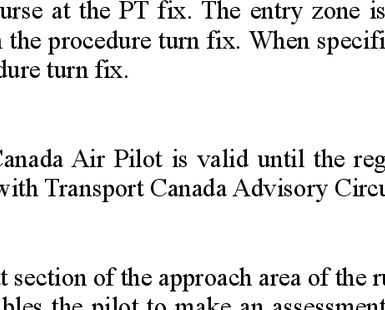 urse at the PT fix. The entry zone is
the procedure turn fix. When specifi
dure turn fix.
Canada Air Pilot is valid until the reg
with Transport Canada Advisory Circu
t section of the approach area of the ru
bles the pilot to make an assessment